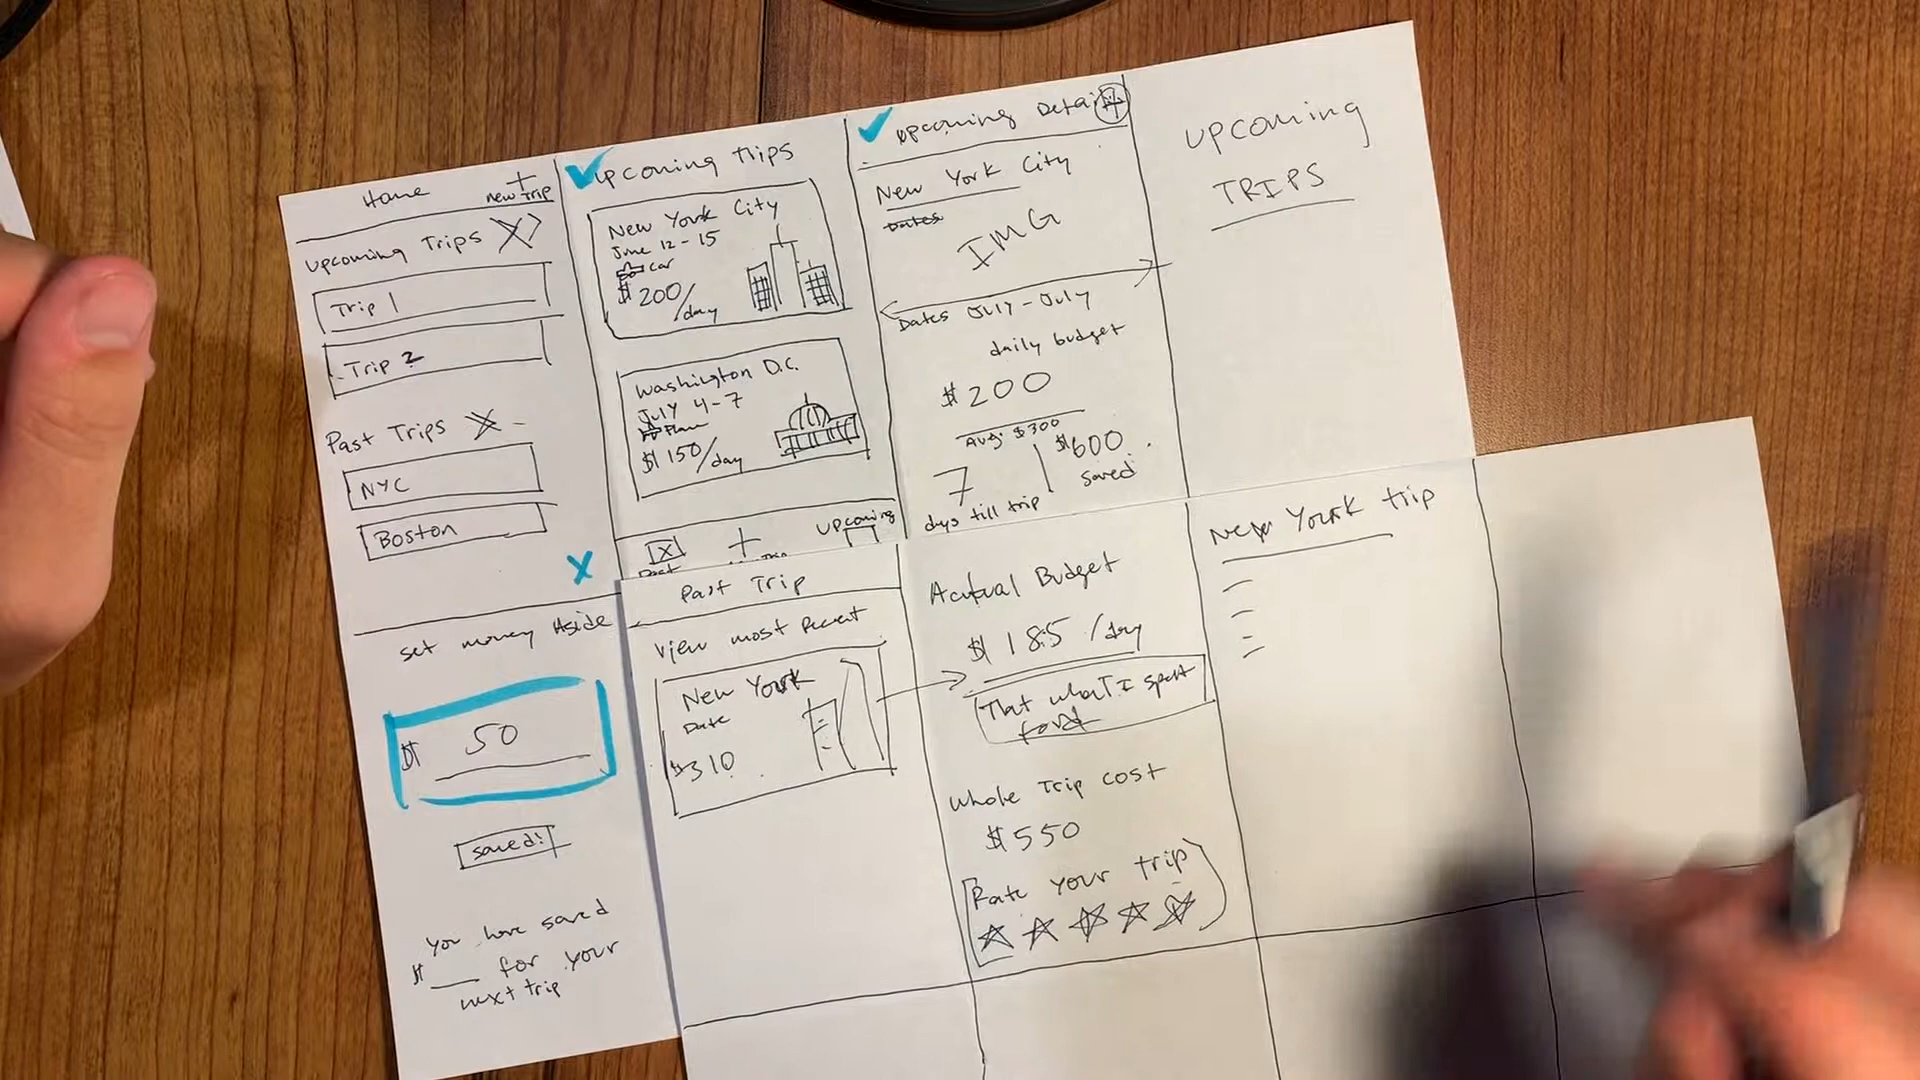 Home
+
new trip
Upcoming Trips
Trip 1
Trip 2
Past Trips
NYC
Boston
X
Upcoming trips
New York City
June 12-15
car
$ 200/day
Washington D.C.
July 4-7
Plane
$150/day
X
+
upcoming
Upcoming Detail
New York City
Dates
IMG
Dates July-July
daily budget
$200
Avg: $300
7
days till trip
$600
saved
Upcoming
TRIPS
set money Aside
$ 50
saved!
You have saved
$ ___ for your
next trip
Past Trip
View most Recent
New York
Date
$310
Actual Budget
$185/day
That what I spent
for
Whole Trip cost
$550
Rate Your trip
New York trip